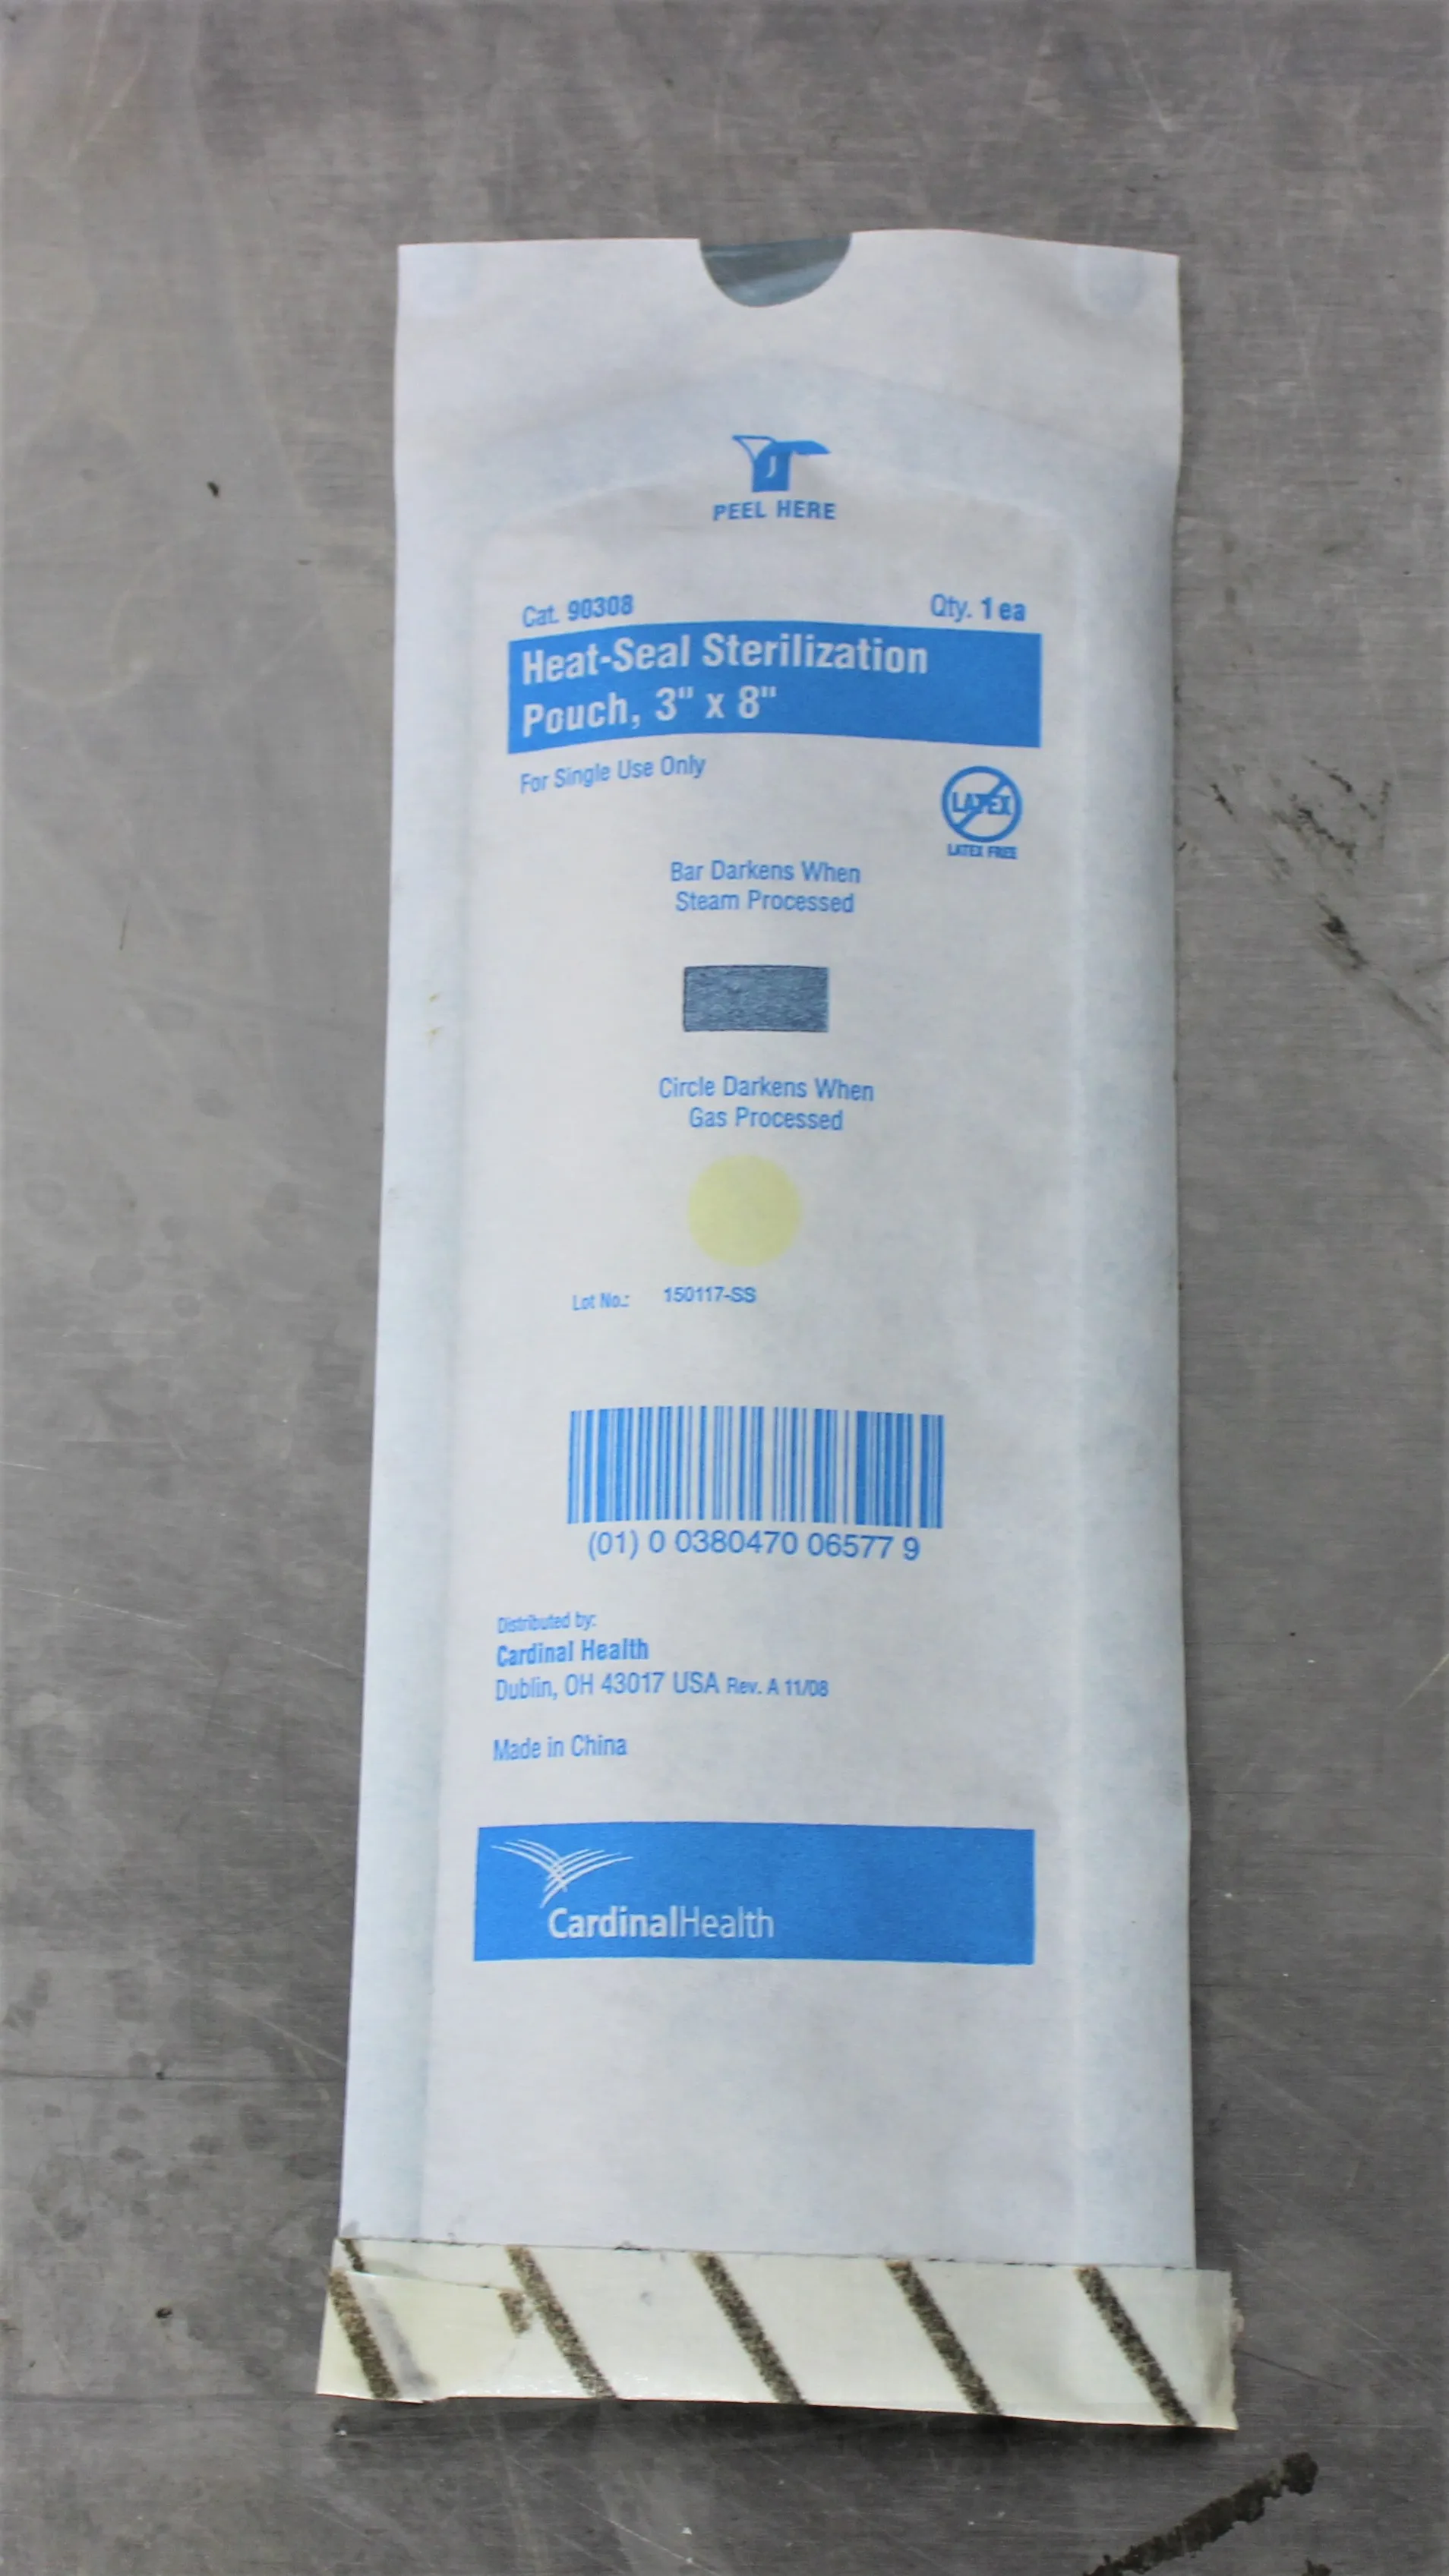 PEEL HERE
Cat. 90308 Qty. 1 ea
Heat-Seal Sterilization
Pouch, 3" x 8"
For Single Use Only
LATEX
LATEX FREE
Bar Darkens When
Steam Processed
Circle Darkens When
Gas Processed
Lot No.: 150117-SS
(01) 0 0380470 06577 9
Distributed by:
Cardinal Health
Dublin, OH 43017 USA Rev. A 11/08
Made in China
CardinalHealth